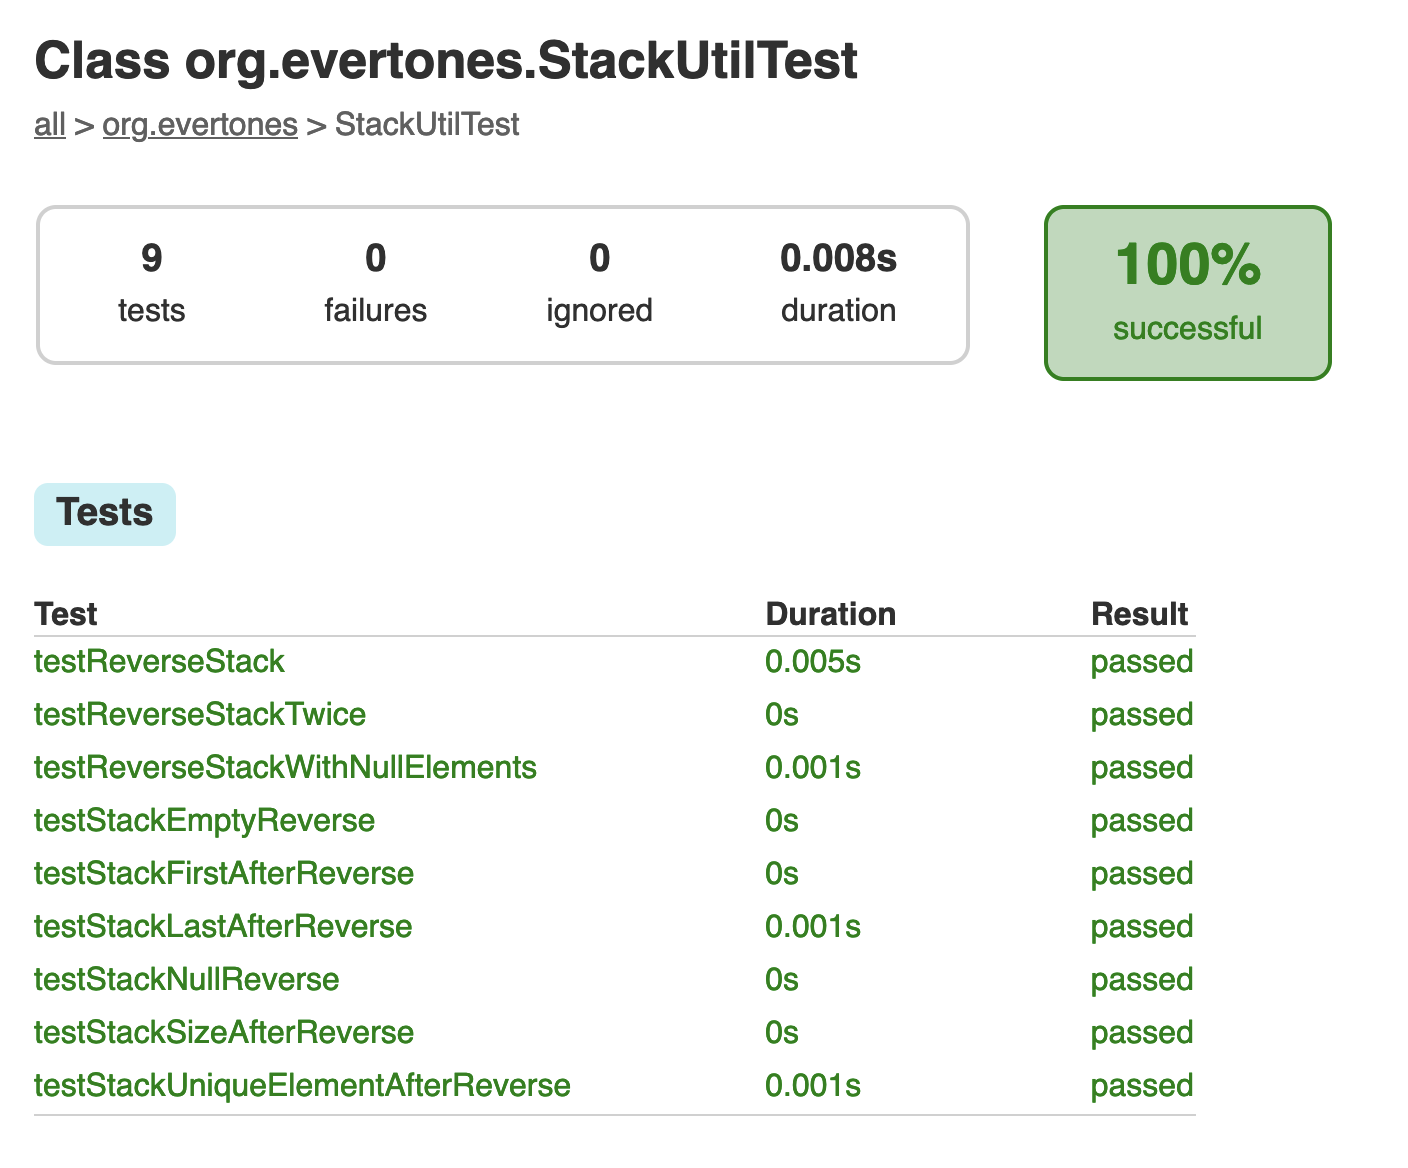 Class org.evertones.StackUtilTest
all > org.evertones > StackUtilTest
9 0 0 0.008s
tests failures ignored duration
100%
successful
Tests
Test Duration Result
testReverseStack 0.005s passed
testReverseStackTwice 0s passed
testReverseStackWithNullElements 0.001s passed
testStackEmptyReverse 0s passed
testStackFirstAfterReverse 0s passed
testStackLastAfterReverse 0.001s passed
testStackNullReverse 0s passed
testStackSizeAfterReverse 0s passed
testStackUniqueElementAfterReverse 0.001s passed